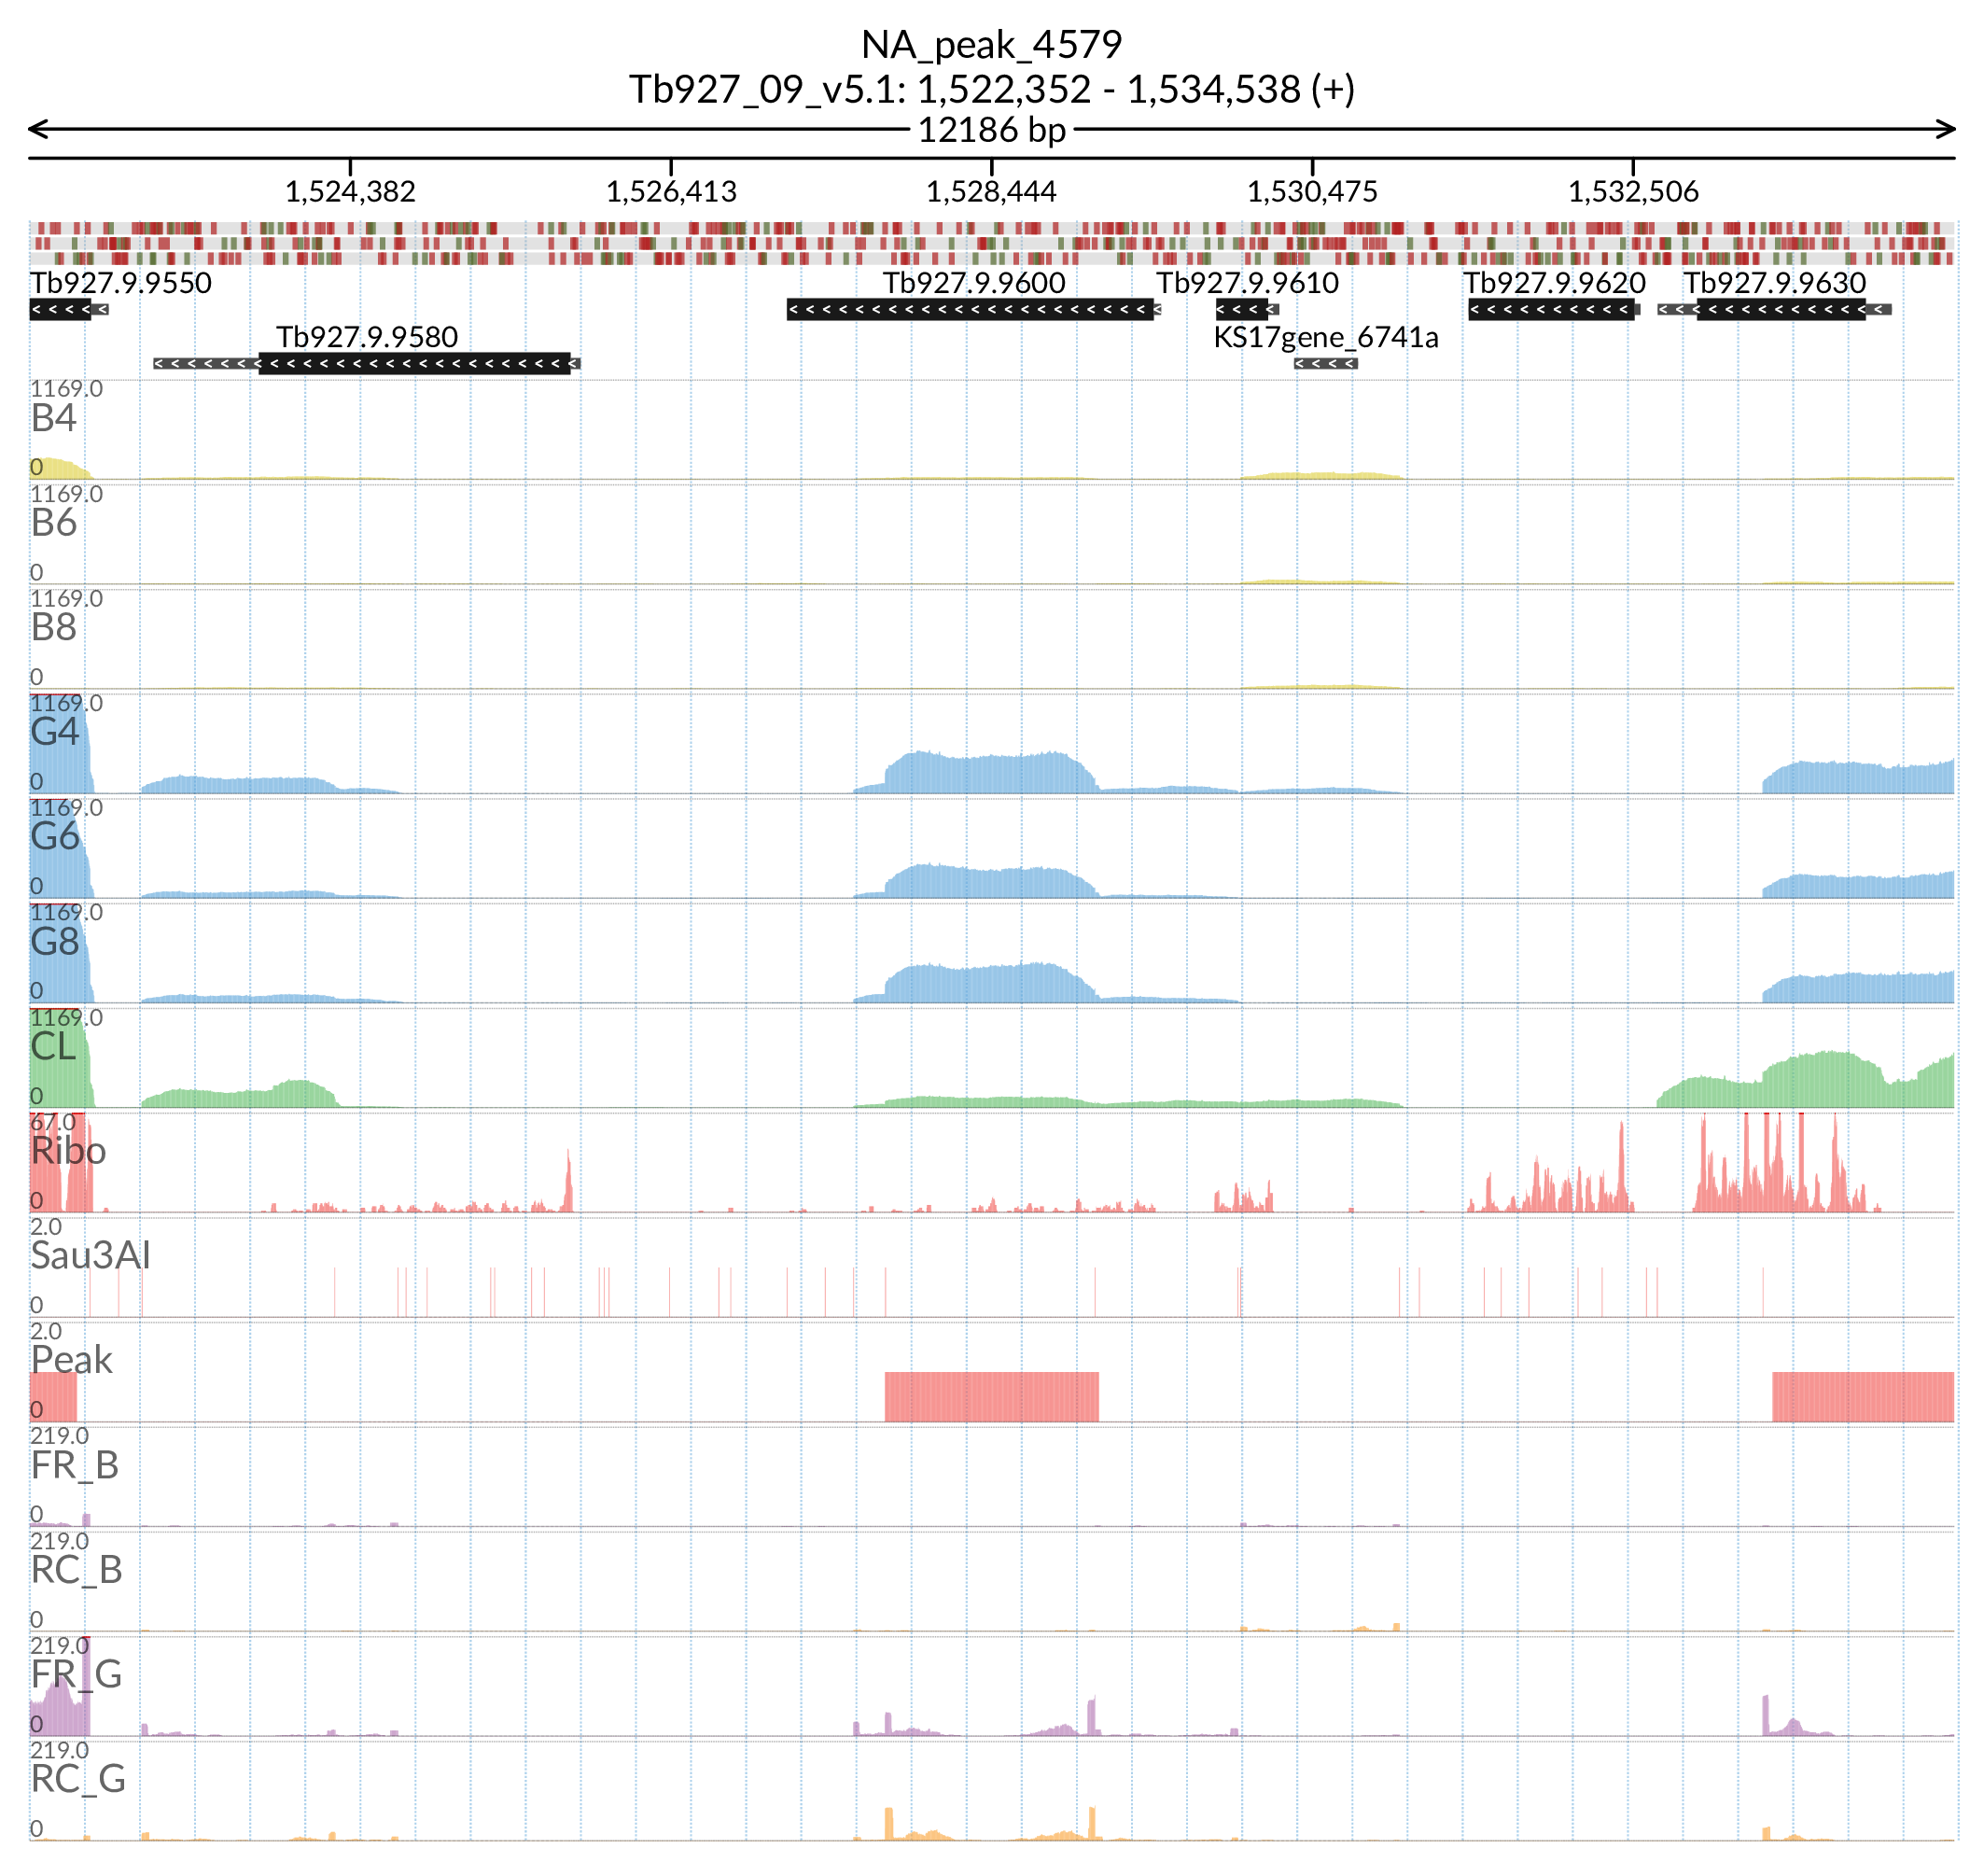 NA_peak_4579
Tb927_09_v5.1: 1,522,352 - 1,534,538 (+)
12186 bp
1,524,382 1,526,413 1,528,444 1,530,475 1,532,506
Tb927.9.9550 Tb927.9.9600 Tb927.9.9610 Tb927.9.9620 Tb927.9.9630
Tb927.9.9580 KS17gene_6741a
1169.0
B4
0
1169.0
B6
0
1169.0
B8
0
1169.0
G4
0
1169.0
G6
0
1169.0
G8
0
1169.0
CL
0
67.0
Ribo
0
2.0
Sau3AI
0
2.0
Peak
0
219.0
FR_B
0
219.0
RC_B
0
219.0
FR_G
0
219.0
RC_G
0